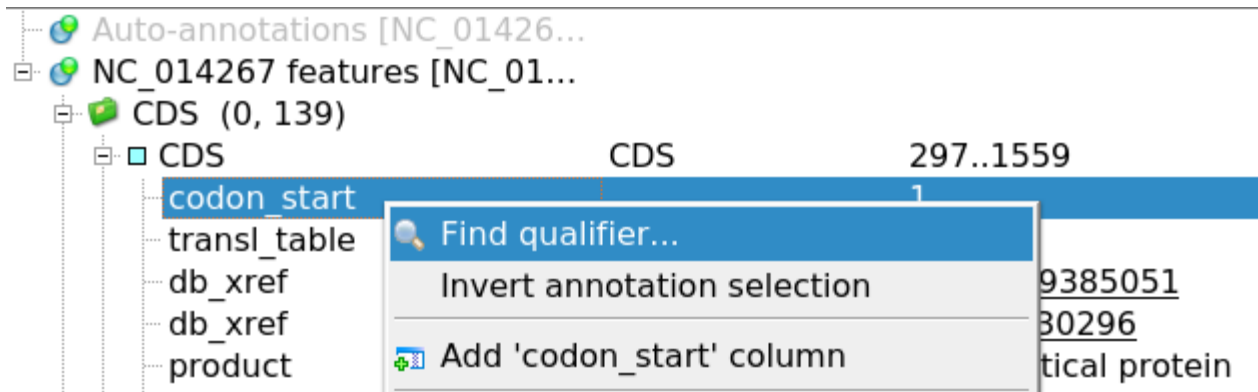 Auto-annotations [NC_01426...
NC_014267 features [NC_01...
CDS (0, 139)
CDS CDS 297..1559
codon_start 1
transl_table
Find qualifier...
db_xref 9385051
Invert annotation selection
db_xref 30296
product tical protein
Add 'codon_start' column